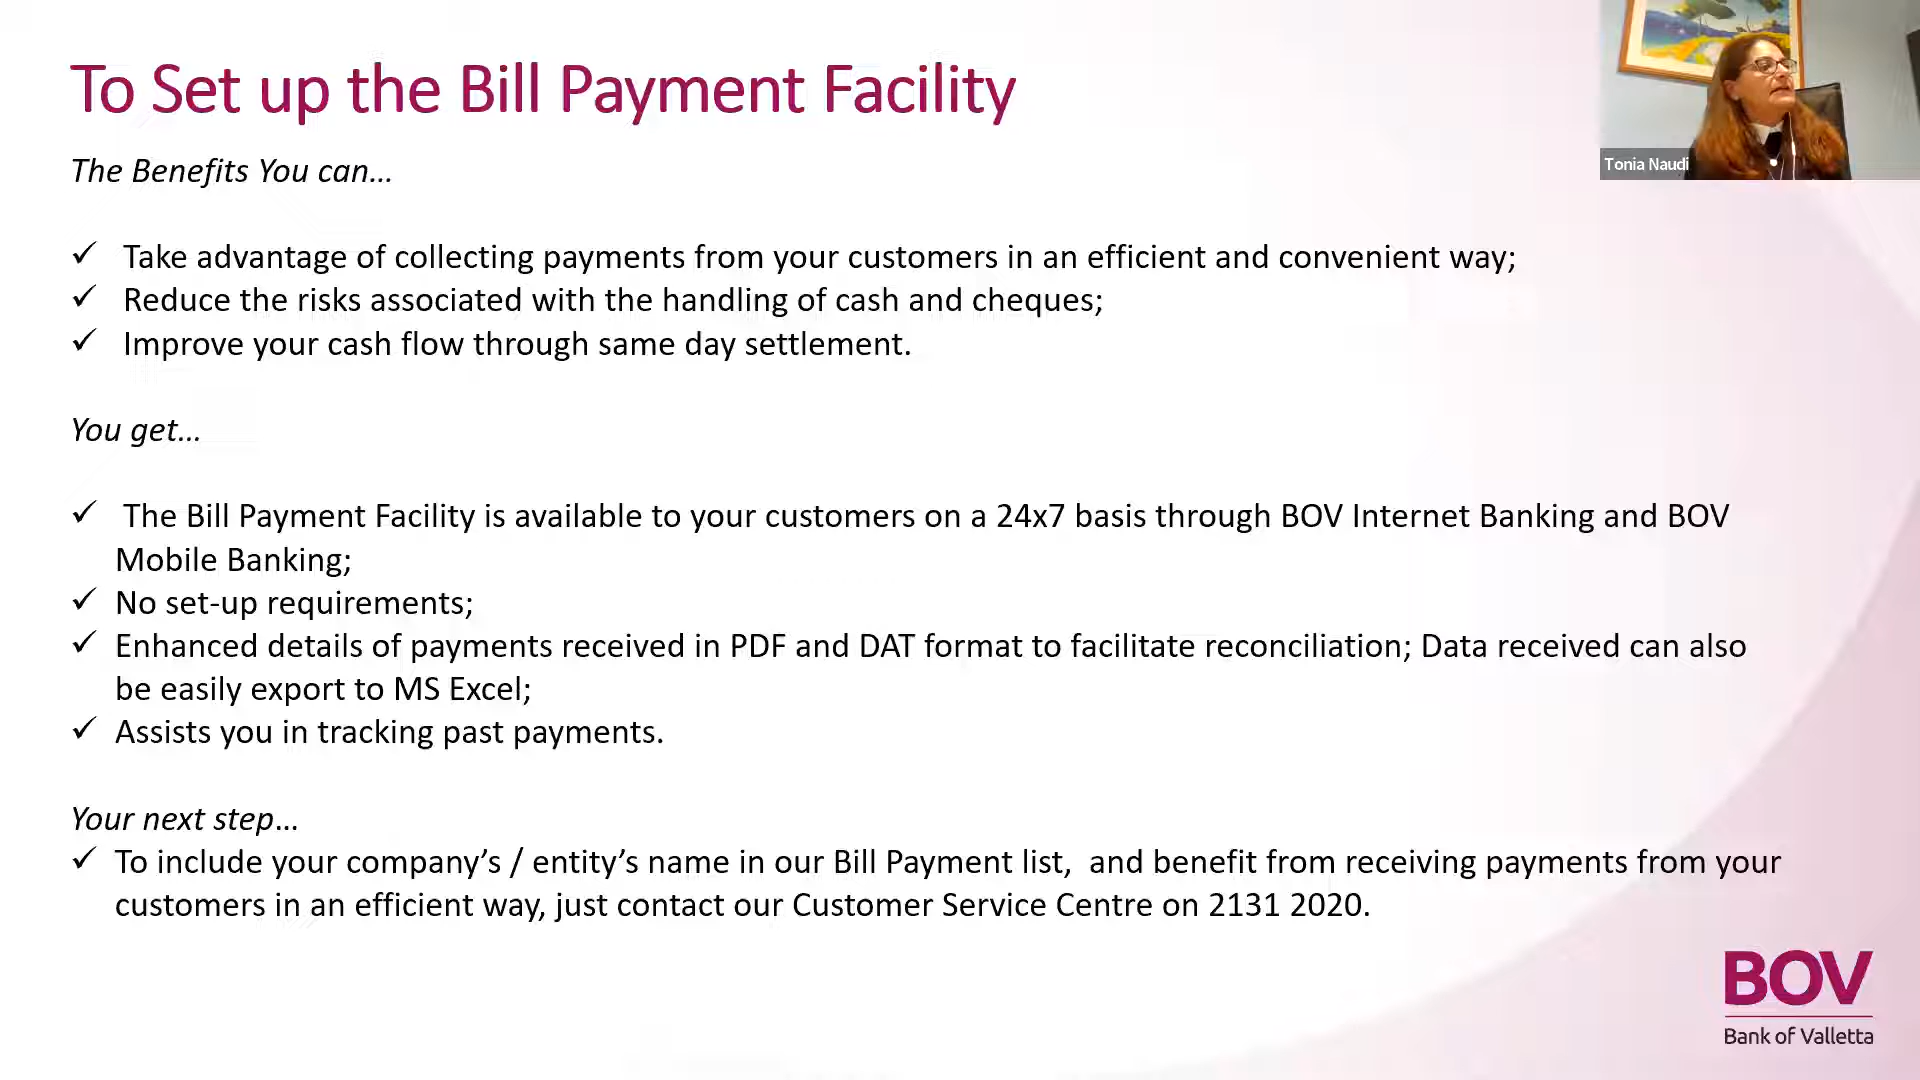 To Set up the Bill Payment Facility
Tonia Naudi
The Benefits You can...
✓ Take advantage of collecting payments from your customers in an efficient and convenient way;
✓ Reduce the risks associated with the handling of cash and cheques;
✓ Improve your cash flow through same day settlement.
You get...
✓ The Bill Payment Facility is available to your customers on a 24x7 basis through BOV Internet Banking and BOV
Mobile Banking;
✓ No set-up requirements;
✓ Enhanced details of payments received in PDF and DAT format to facilitate reconciliation; Data received can also
be easily export to MS Excel;
✓ Assists you in tracking past payments.
Your next step...
✓ To include your company’s / entity’s name in our Bill Payment list, and benefit from receiving payments from your
customers in an efficient way, just contact our Customer Service Centre on 2131 2020.
BOV
Bank of Valletta